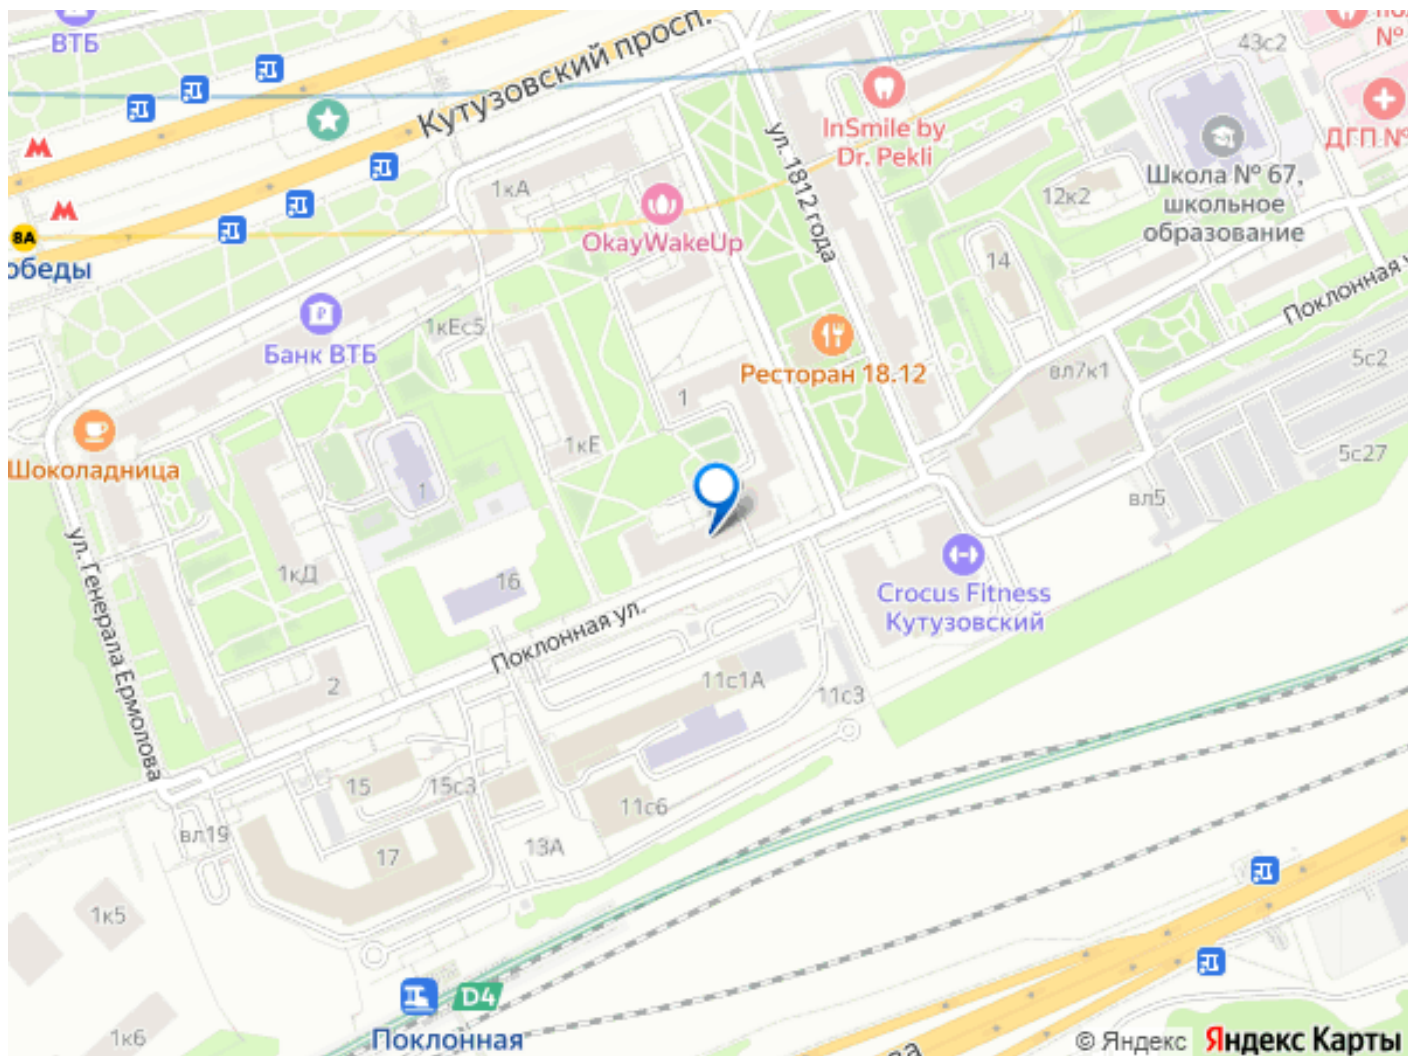 ВТБ
Кутузовский просп.
43с2
№
InSmile by
Dr. Pekli
ДГП №
ул. 1812 года
Школа № 67,
школьное
образование
1кА
12к2
OkayWakeUp
8А
обеды
14
Поклонная
Банк ВТБ
1кЕс5
Ресторан 18.12
вл7к1
5с2
1
1кЕ
Шоколадница
5с27
1
вл5
ул. Генерала Ермолова
1кД
16
Crocus Fitness
Кутузовский
Поклонная ул.
2
11с1А
11с3
15
15с3
11с6
вл19
17
13А
1к5
D4
Поклонная
1к6
© Яндекс
Яндекс Карты